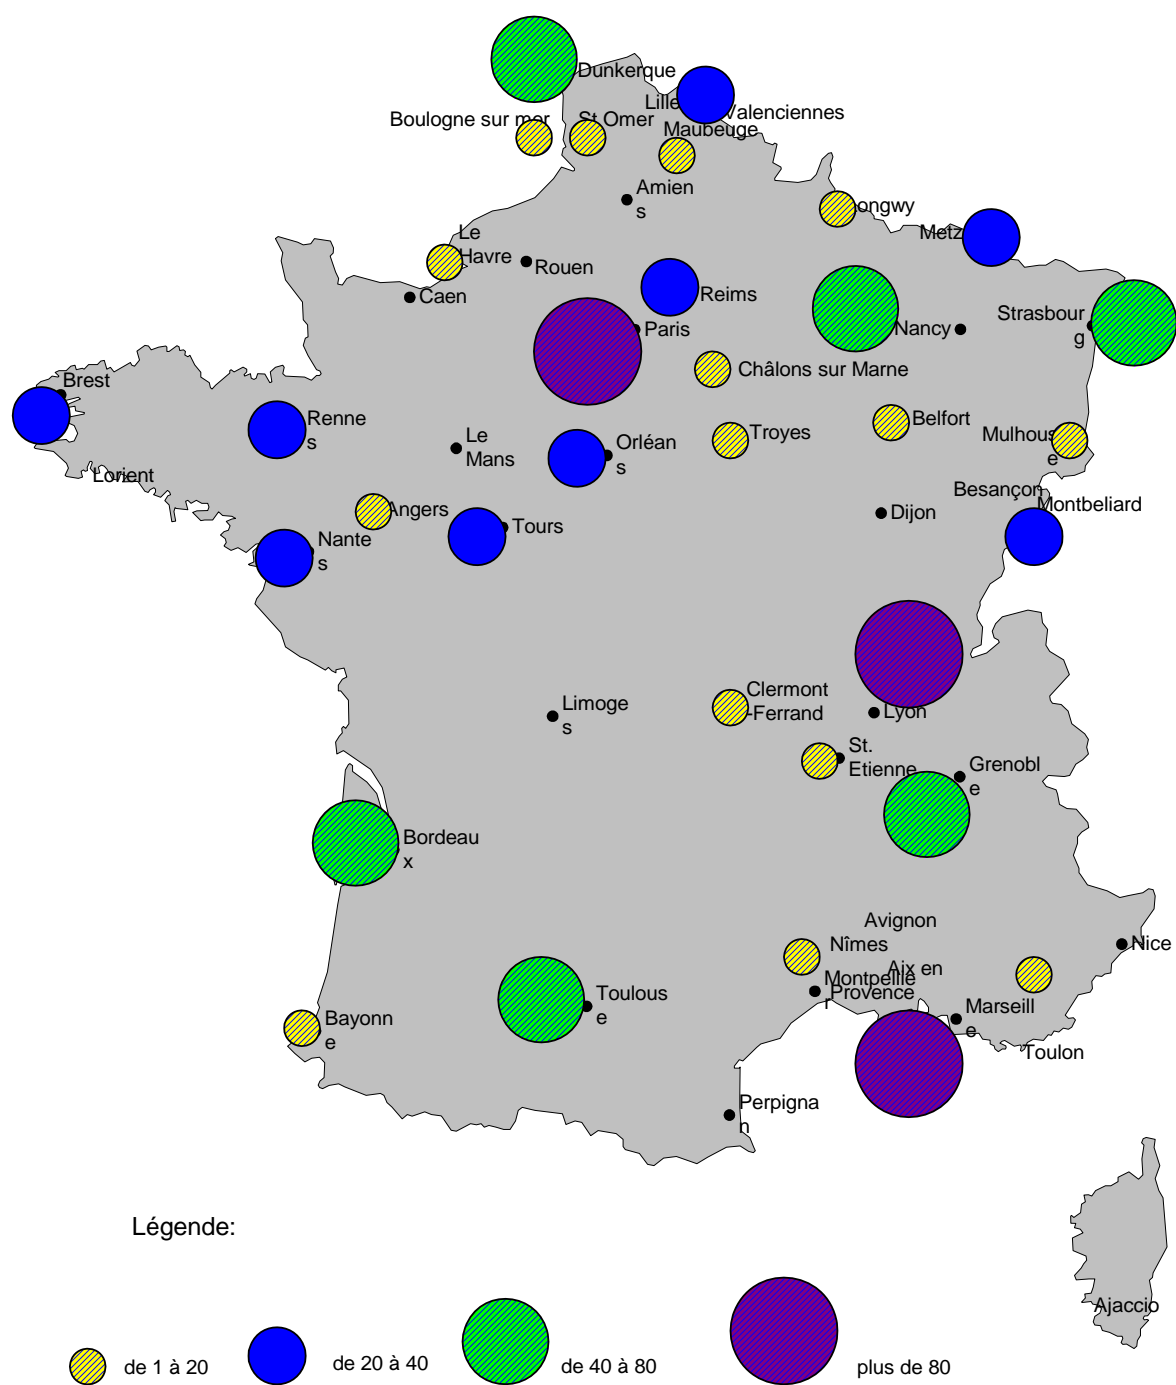 Dunkerque
Lille
Valenciennes
Boulogne sur mer
St Omer
Maubeuge
Amien
s
ongwy
Metz
Le
Havre
Rouen
Caen
Reims
Paris
Nancy
Strasbour
g
Châlons sur Marne
Brest
Renne
s
Le
Mans
Orléan
s
Troyes
Belfort
Mulhous
e
Lorient
Angers
Tours
Nante
s
Dijon
Besançon
Montbeliard
Limoge
s
Clermont
-Ferrand
Lyon
St.
Etienne
Grenobl
e
Bordeau
x
Avignon
Nîmes
Nice
Aix en
Provence
Montpellie
r
Toulous
e
Marseill
e
Bayonn
e
Toulon
Perpigna
n
Légende:
Ajaccio
de 1 à 20
de 20 à 40
de 40 à 80
plus de 80